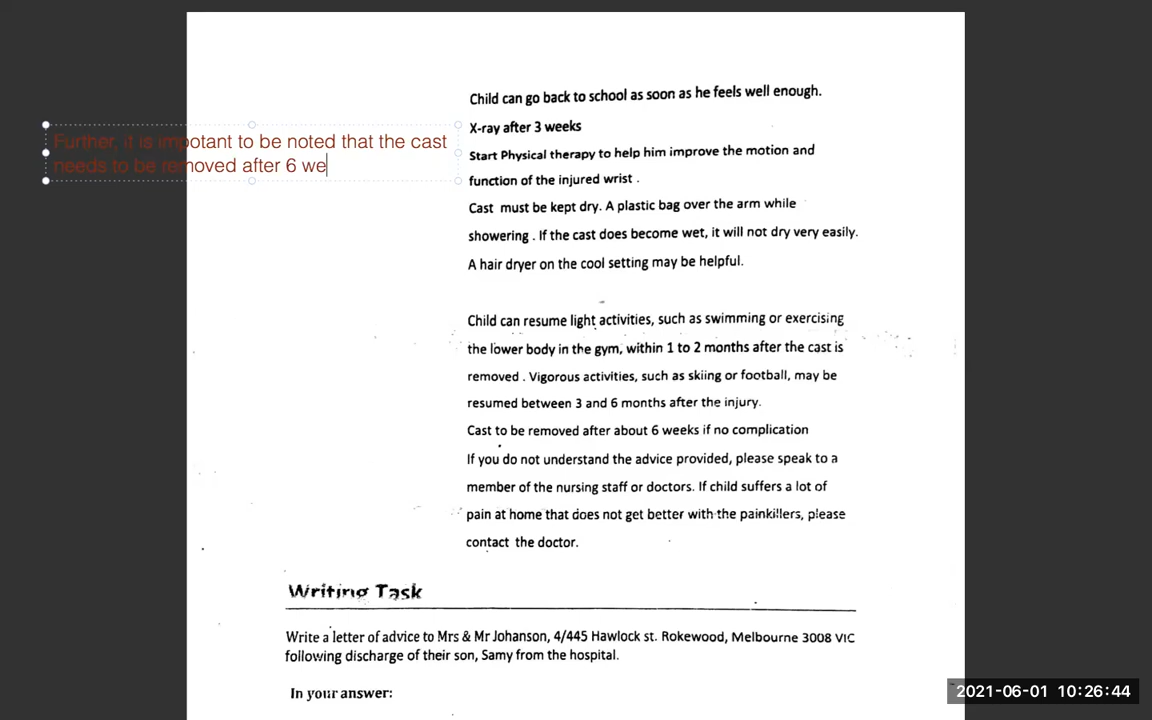 Child can go back to school as soon as he feels well enough.
X-ray after 3 weeks
Further, it is impotant to be noted that the cast
needs to be removed after 6 we
Start Physical therapy to help him improve the motion and
function of the injured wrist .
Cast must be kept dry. A plastic bag over the arm while
showering . If the cast does become wet, it will not dry very easily.
A hair dryer on the cool setting may be helpful.
Child can resume light activities, such as swimming or exercising
the lower body in the gym, within 1 to 2 months after the cast is
removed . Vigorous activities, such as skiing or football, may be
resumed between 3 and 6 months after the injury.
Cast to be removed after about 6 weeks if no complication
If you do not understand the advice provided, please speak to a
member of the nursing staff or doctors. If child suffers a lot of
pain at home that does not get better with the painkillers, please
contact the doctor.
Writing Task
Write a letter of advice to Mrs & Mr Johanson, 4/445 Hawlock st. Rokewood, Melbourne 3008 VIC
following discharge of their son, Samy from the hospital.
In your answer:
2021-06-01 10:26:44